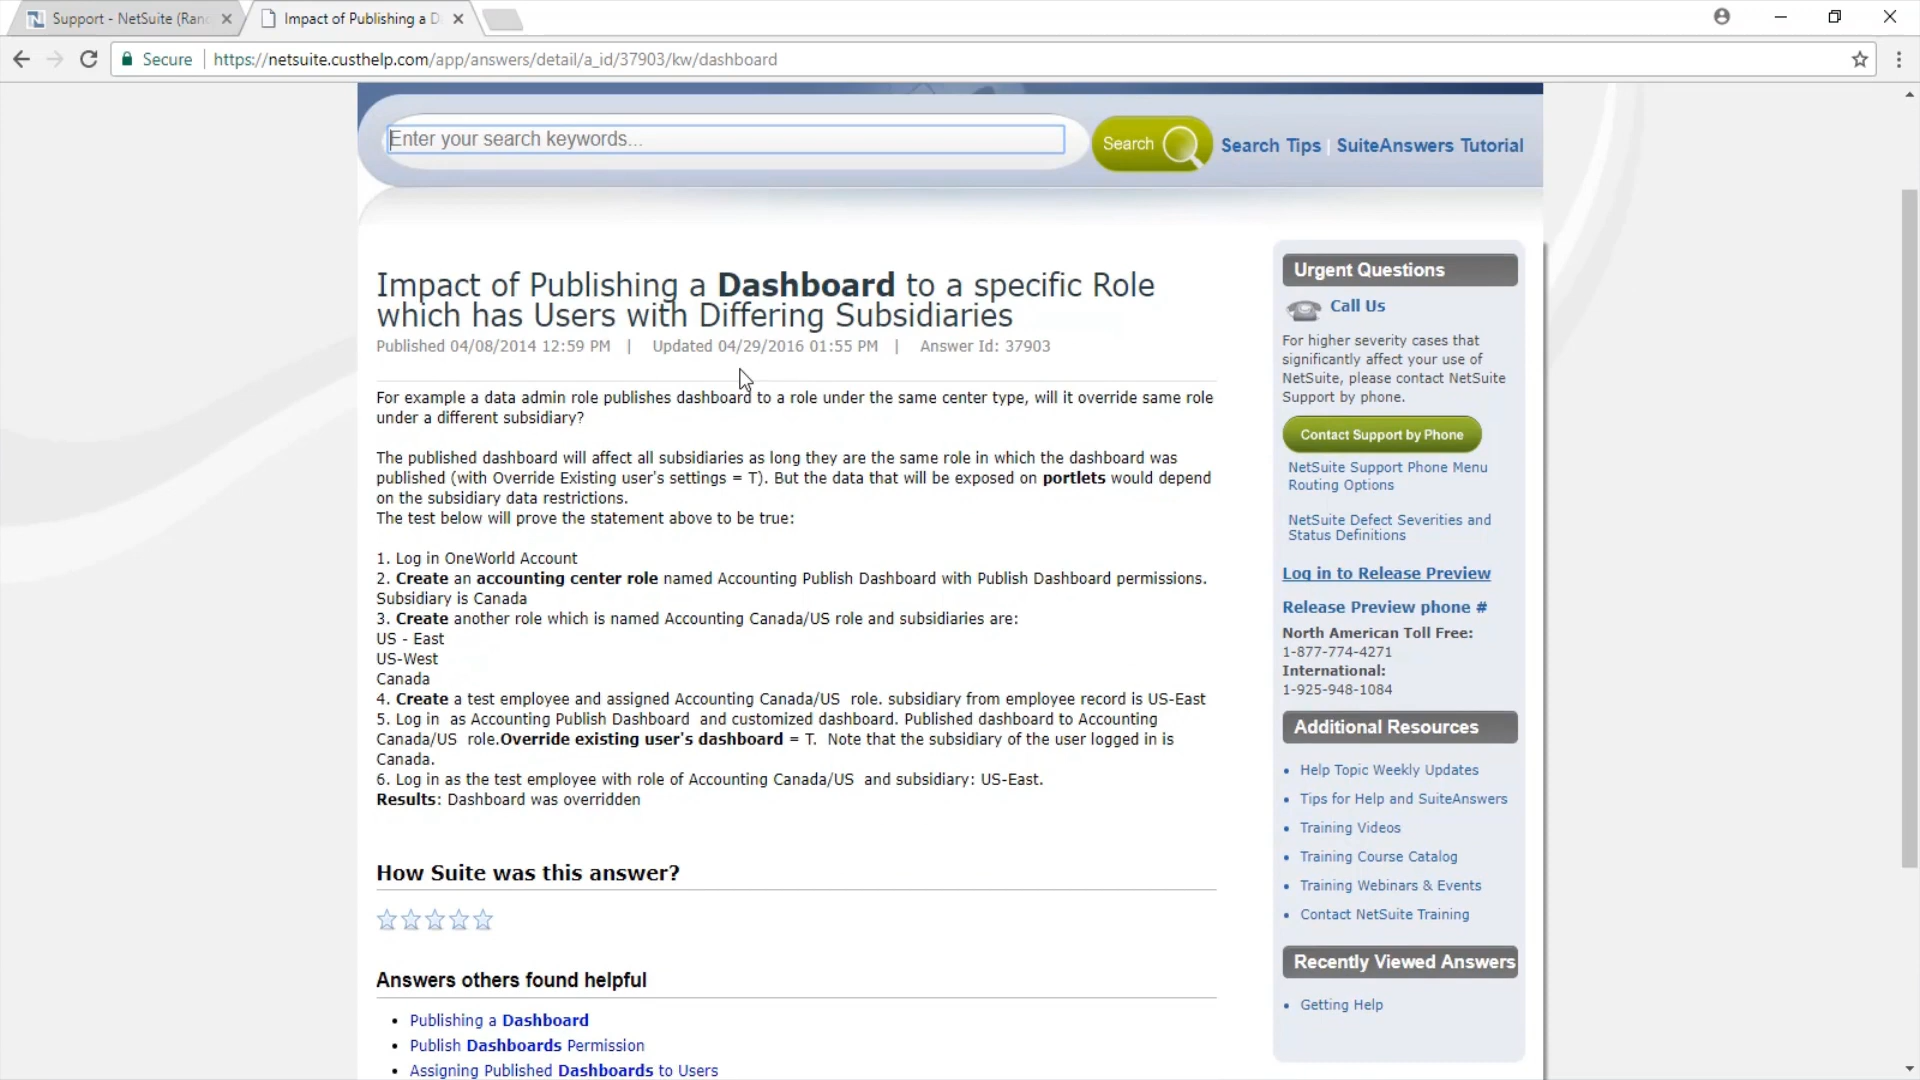 Support - NetSuite (Ran
Impact of Publishing a D
Secure
https://netsuite.custhelp.com/app/answers/detail/a_id/37903/kw/dashboard
Enter your search keywords...
Search
Search Tips | SuiteAnswers Tutorial
Impact of Publishing a Dashboard to a specific Role
which has Users with Differing Subsidiaries
Published 04/08/2014 12:59 PM | Updated 04/29/2016 01:55 PM | Answer Id: 37903
For example a data admin role publishes dashboard to a role under the same center type, will it override same role
under a different subsidiary?
The published dashboard will affect all subsidiaries as long they are the same role in which the dashboard was
published (with Override Existing user's settings = T). But the data that will be exposed on portlets would depend
on the subsidiary data restrictions.
The test below will prove the statement above to be true:
1. Log in OneWorld Account
2. Create an accounting center role named Accounting Publish Dashboard with Publish Dashboard permissions.
Subsidiary is Canada
3. Create another role which is named Accounting Canada/US role and subsidiaries are:
US - East
US-West
Canada
4. Create a test employee and assigned Accounting Canada/US role. subsidiary from employee record is US-East
5. Log in as Accounting Publish Dashboard and customized dashboard. Published dashboard to Accounting
Canada/US role.Override existing user's dashboard = T. Note that the subsidiary of the user logged in is
Canada.
6. Log in as the test employee with role of Accounting Canada/US and subsidiary: US-East.
Results: Dashboard was overridden
How Suite was this answer?
Answers others found helpful
• Publishing a Dashboard
• Publish Dashboards Permission
• Assigning Published Dashboards to Users
Urgent Questions
Call Us
For higher severity cases that
significantly affect your use of
NetSuite, please contact NetSuite
Support by phone.
Contact Support by Phone
NetSuite Support Phone Menu
Routing Options
NetSuite Defect Severities and
Status Definitions
Log in to Release Preview
Release Preview phone #
North American Toll Free:
1-877-774-4271
International:
1-925-948-1084
Additional Resources
• Help Topic Weekly Updates
• Tips for Help and SuiteAnswers
• Training Videos
• Training Course Catalog
• Training Webinars & Events
• Contact NetSuite Training
Recently Viewed Answers
• Getting Help